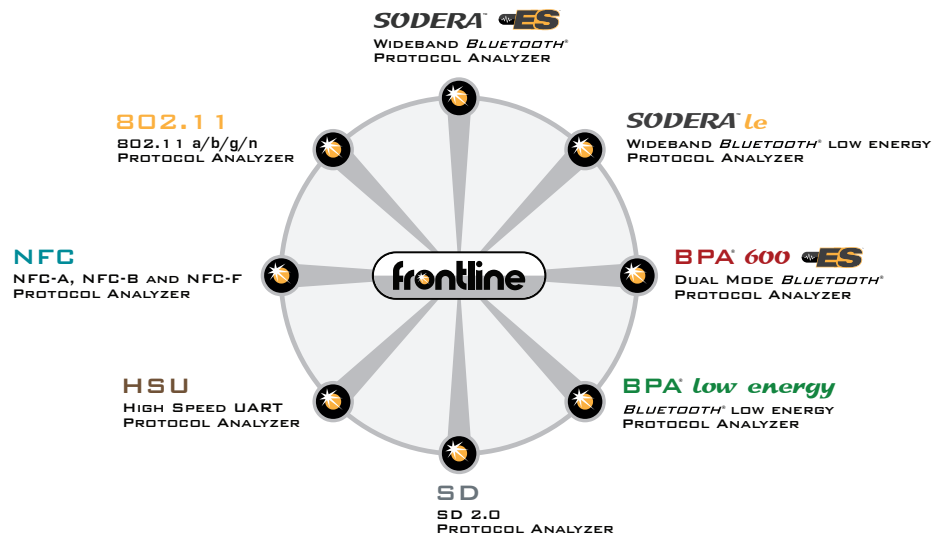 SODERA™ ES
WIDEBAND BLUETOOTH®
PROTOCOL ANALYZER
802.11
802.11 a/b/g/n
PROTOCOL ANALYZER
SODERA™ le
WIDEBAND BLUETOOTH® LOW ENERGY
PROTOCOL ANALYZER
NFC
NFC-A, NFC-B AND NFC-F
PROTOCOL ANALYZER
frontline
BPA® 600 ES
DUAL MODE BLUETOOTH®
PROTOCOL ANALYZER
HSU
HIGH SPEED UART
PROTOCOL ANALYZER
BPA® low energy
BLUETOOTH® LOW ENERGY
PROTOCOL ANALYZER
SD
SD 2.0
PROTOCOL ANALYZER